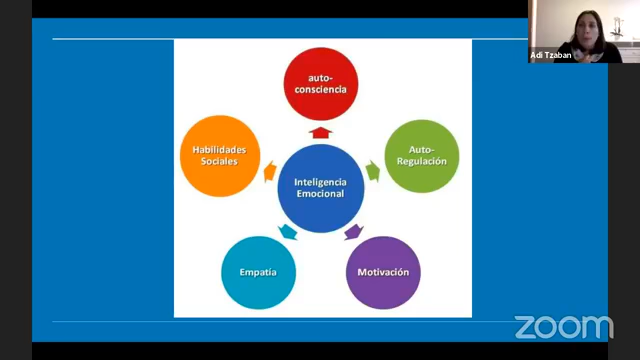 Adi Tzaban
auto-
consciencia
Habilidades
Sociales
Auto-
Regulación
Inteligencia
Emocional
Empatía
Motivación
zoom